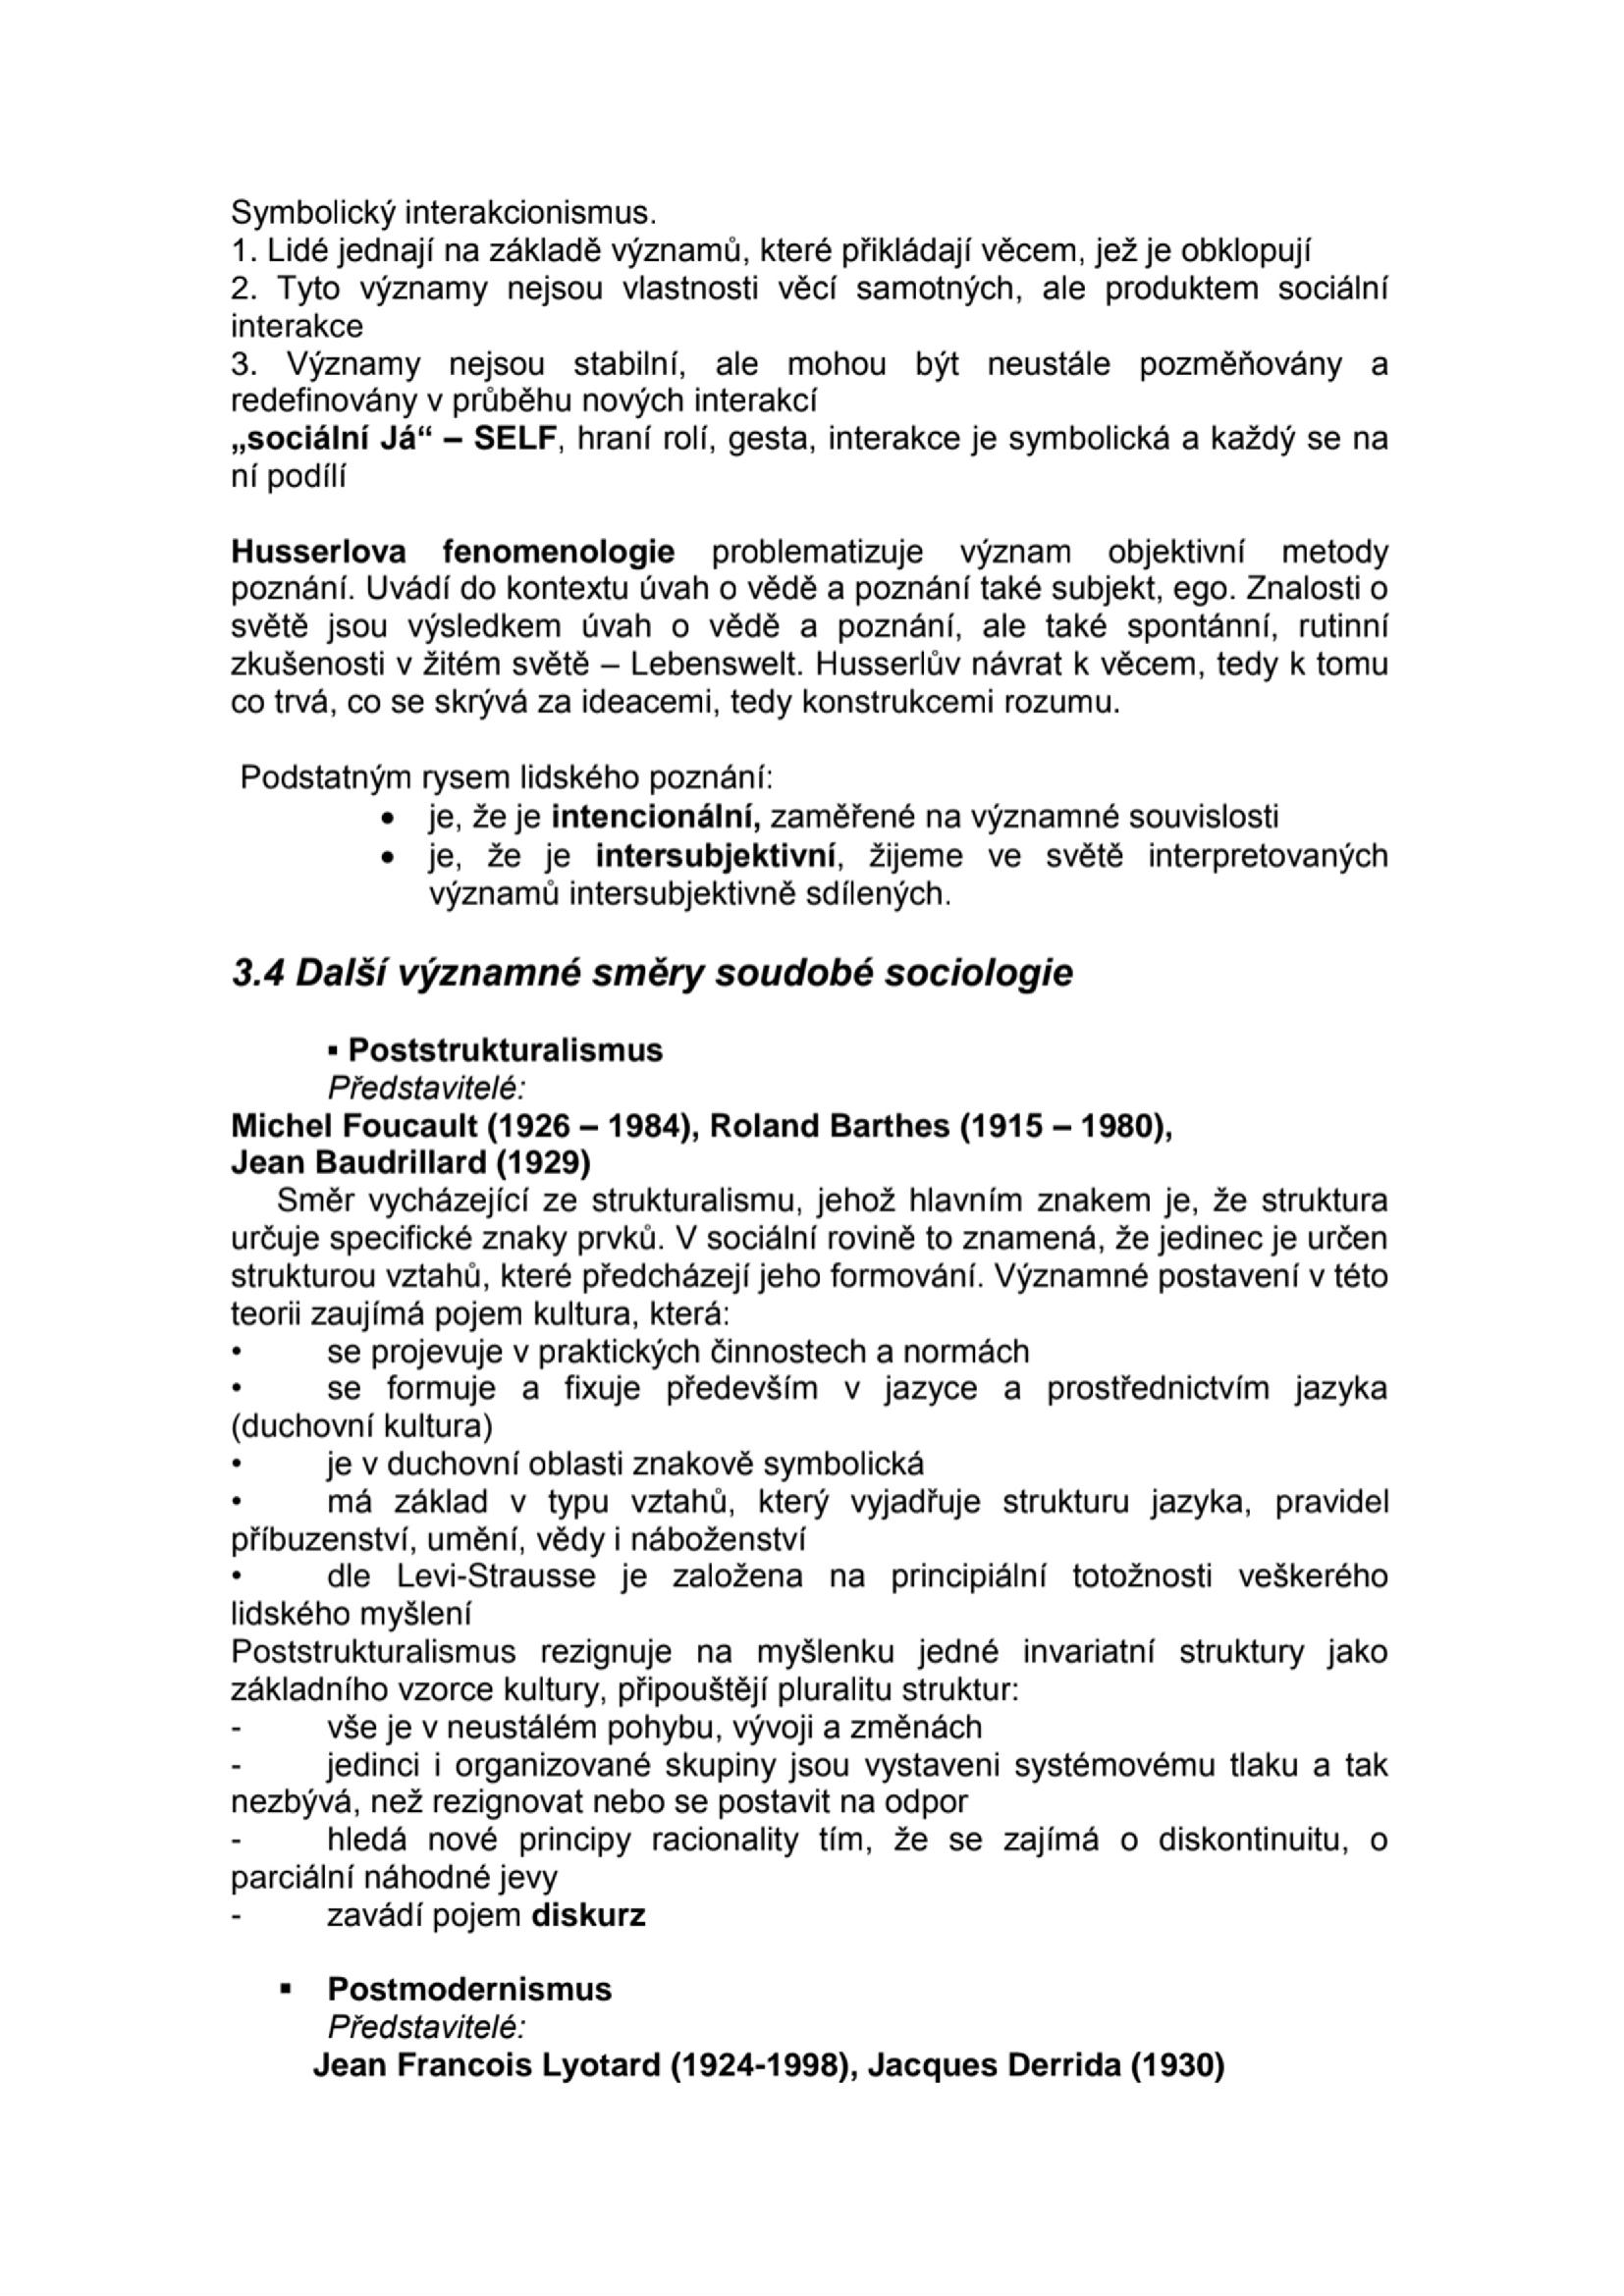 Symbolický interakcionismus.
1. Lidé jednají na základě významů, které přikládají věcem, jež je obklopují
2. Tyto významy nejsou vlastnosti věcí samotných, ale produktem sociální
interakce
3. Významy nejsou stabilní, ale mohou být neustále pozměňovány a
redefinovány v průběhu nových interakcí
„sociální Já“ – SELF, hraní rolí, gesta, interakce je symbolická a každý se na
ní podílí
Husserlova fenomenologie problematizuje význam objektivní metody
poznání. Uvádí do kontextu úvah o vědě a poznání také subjekt, ego. Znalosti o
světě jsou výsledkem úvah o vědě a poznání, ale také spontánní, rutinní
zkušenosti v žitém světě – Lebenswelt. Husserlův návrat k věcem, tedy k tomu
co trvá, co se skrývá za ideacemi, tedy konstrukcemi rozumu.
Podstatným rysem lidského poznání:
• je, že je intencionální, zaměřené na významné souvislosti
• je, že je intersubjektivní, žijeme ve světě interpretovaných
významů intersubjektivně sdílených.
3.4 Další významné směry soudobé sociologie
▪ Poststrukturalismus
Představitelé:
Michel Foucault (1926 – 1984), Roland Barthes (1915 – 1980),
Jean Baudrillard (1929)
Směr vycházející ze strukturalismu, jehož hlavním znakem je, že struktura
určuje specifické znaky prvků. V sociální rovině to znamená, že jedinec je určen
strukturou vztahů, které předcházejí jeho formování. Významné postavení v této
teorii zaujímá pojem kultura, která:
• se projevuje v praktických činnostech a normách
• se formuje a fixuje především v jazyce a prostřednictvím jazyka
(duchovní kultura)
• je v duchovní oblasti znakově symbolická
• má základ v typu vztahů, který vyjadřuje strukturu jazyka, pravidel
příbuzenství, umění, vědy i náboženství
• dle Levi-Strausse je založena na principiální totožnosti veškerého
lidského myšlení
Poststrukturalismus rezignuje na myšlenku jedné invariatní struktury jako
základního vzorce kultury, připouštějí pluralitu struktur:
- vše je v neustálém pohybu, vývoji a změnách
- jedinci i organizované skupiny jsou vystaveni systémovému tlaku a tak
nezbývá, než rezignovat nebo se postavit na odpor
- hledá nové principy racionality tím, že se zajímá o diskontinuitu, o
parciální náhodné jevy
- zavádí pojem diskurz
▪ Postmodernismus
Představitelé:
Jean Francois Lyotard (1924-1998), Jacques Derrida (1930)